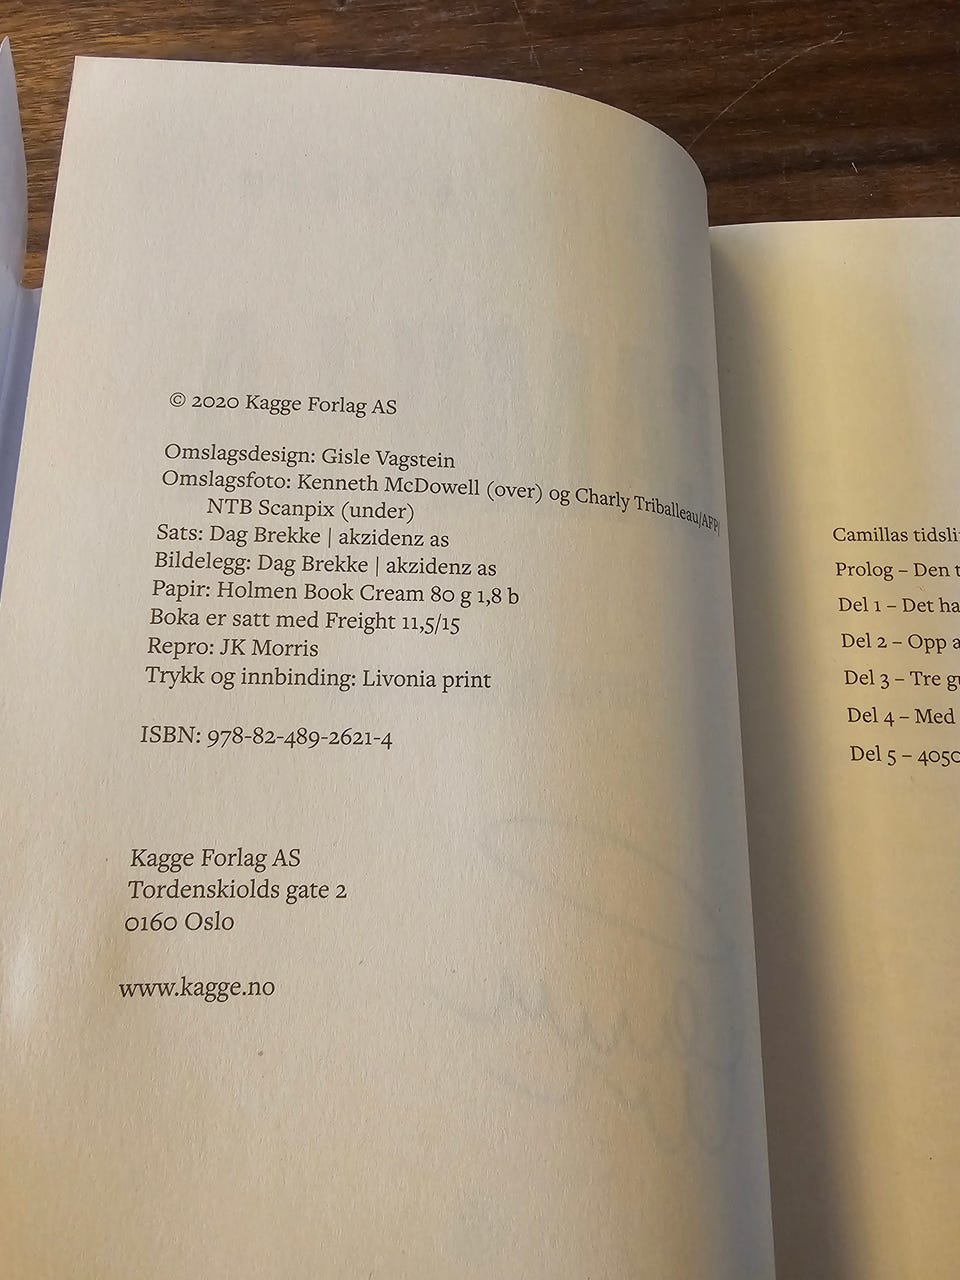 © 2020 Kagge Forlag AS
Omslagsdesign: Gisle Vagstein
Omslagsfoto: Kenneth McDowell (over) og Charly Triballeau/AFP/
NTB Scanpix (under)
Sats: Dag Brekke | akzidenz as
Bildelegg: Dag Brekke | akzidenz as
Papir: Holmen Book Cream 80 g 1,8 b
Boka er satt med Freight 11,5/15
Repro: JK Morris
Trykk og innbinding: Livonia print
ISBN: 978-82-489-2621-4
Kagge Forlag AS
Tordenskiolds gate 2
0160 Oslo
www.kagge.no
Camillas
Prolog – Den
Del 1 – Det
Del 2 – Opp
Del 3 – Tre
Del 4 – Med
Del 5 –